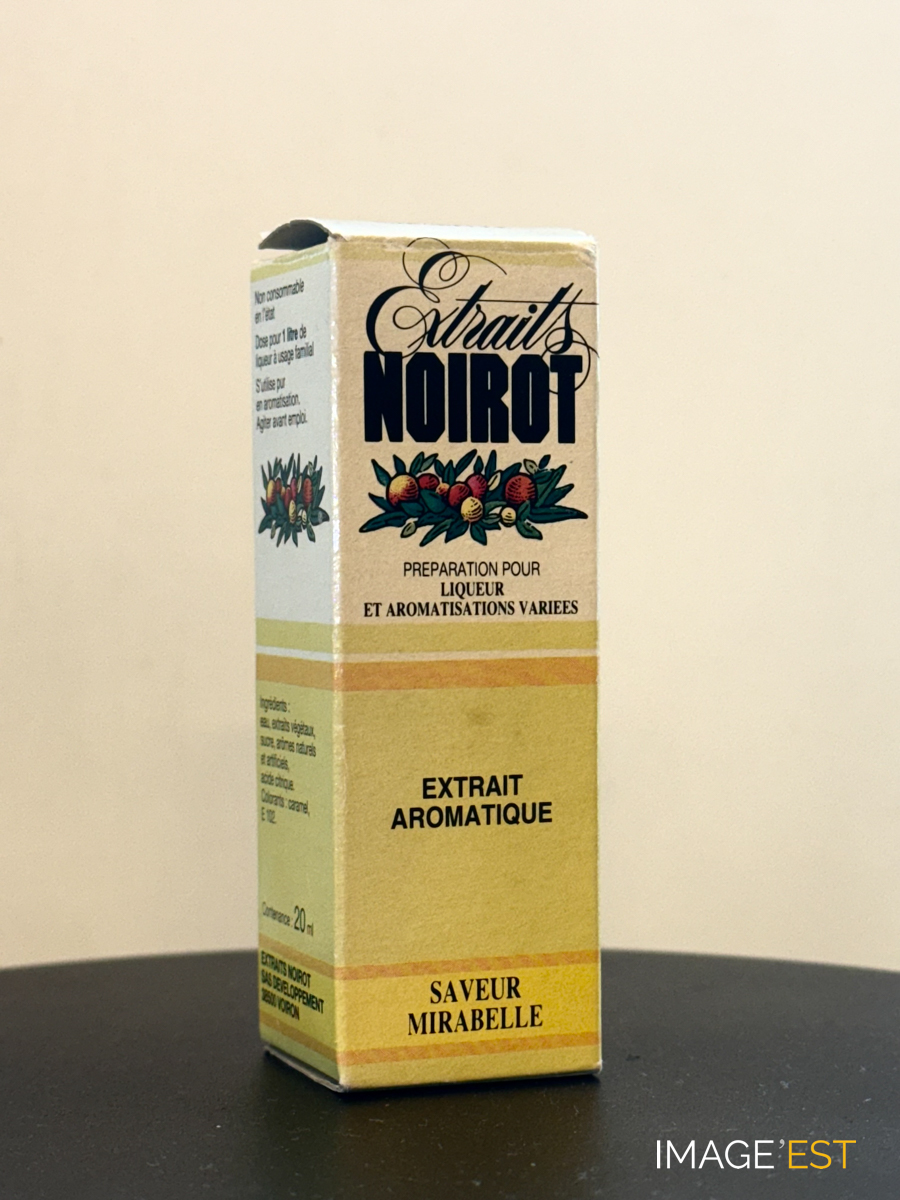 Extraits
NOIROT
PREPARATION POUR
LIQUEUR
ET AROMATISATIONS VARIEES
EXTRAIT
AROMATIQUE
SAVEUR
MIRABELLE
Non consommable
en l'état
Dose pour 1 litre de
liqueur à usage familial
S'utilise pur
en aromatisation.
Agiter avant emploi.
Ingrédients :
eau, extraits végétaux,
sucre, arômes naturels
et artificiels,
acide citrique.
Colorants : caramel,
E 102.
Contenance : 20 ml
EXTRAITS NOIROT
SAS DEVELOPPEMENT
38500 VOIRON
IMAGE'EST